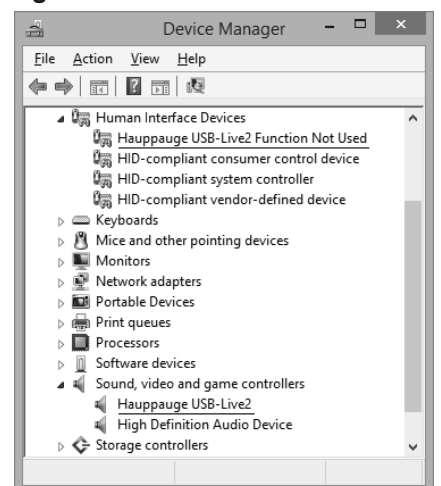 Device Manager
File Action View Help
Human Interface Devices
Hauppauge USB-Live2 Function Not Used
HID-compliant consumer control device
HID-compliant system controller
HID-compliant vendor-defined device
Keyboards
Mice and other pointing devices
Monitors
Network adapters
Portable Devices
Print queues
Processors
Software devices
Sound, video and game controllers
Hauppauge USB-Live2
High Definition Audio Device
Storage controllers